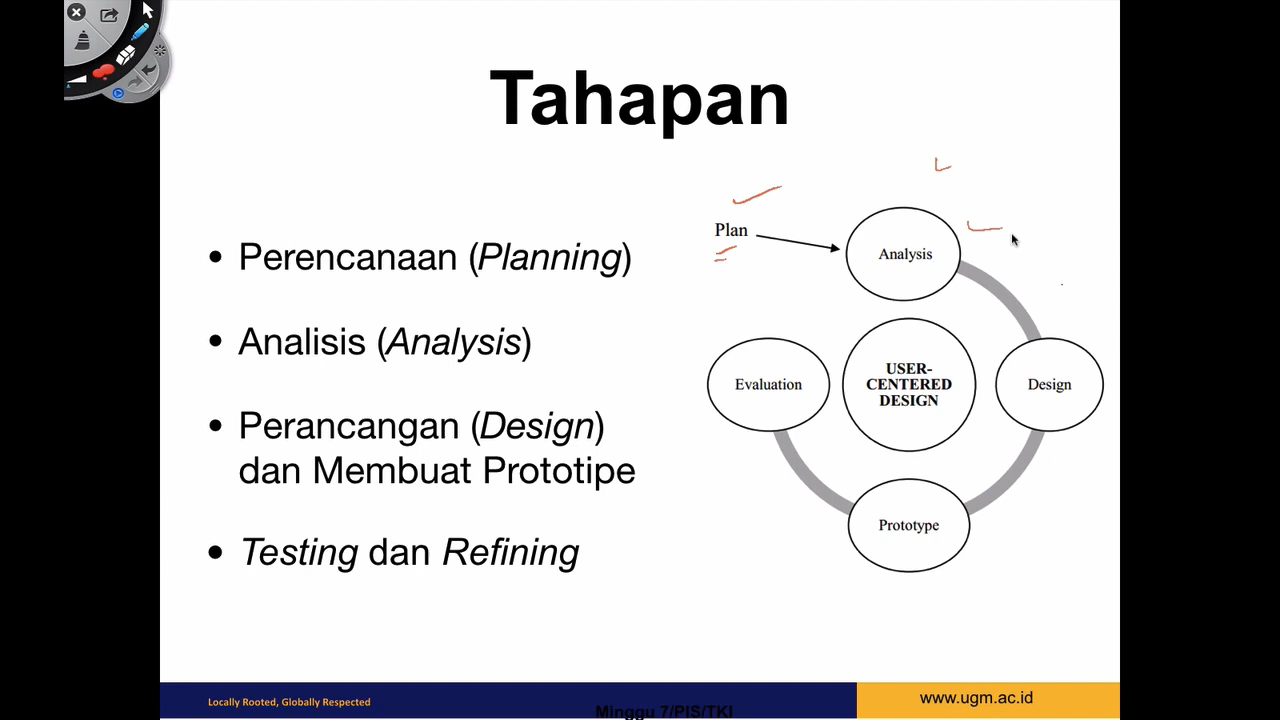 Tahapan
• Perencanaan (Planning)
• Analisis (Analysis)
• Perancangan (Design)
dan Membuat Prototipe
• Testing dan Refining
Plan
Analysis
Evaluation
USER-
CENTERED
DESIGN
Design
Prototype
Locally Rooted, Globally Respected
Minggu 7/PIS/TKI
www.ugm.ac.id